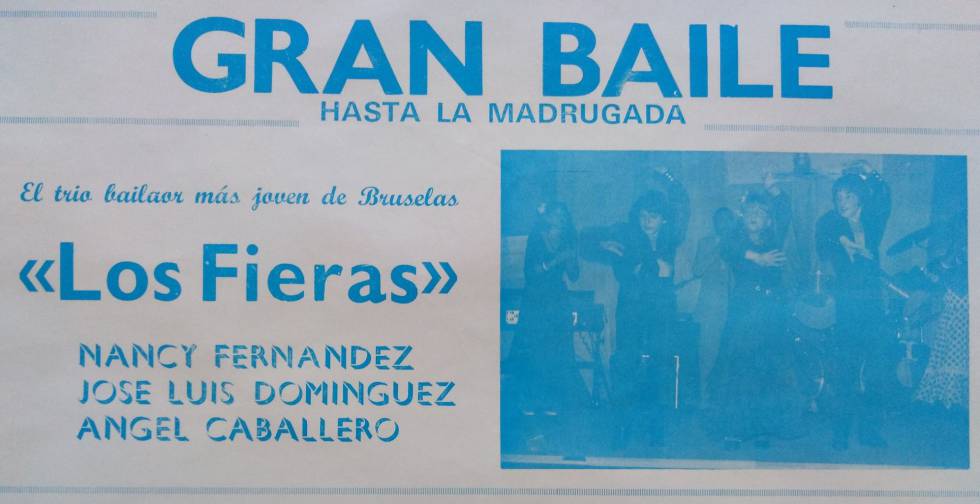 GRAN BAILE
HASTA LA MADRUGADA
El trio bailaor más joven de Bruselas
«Los Fieras»
NANCY FERNANDEZ
JOSE LUIS DOMINGUEZ
ANGEL CABALLERO